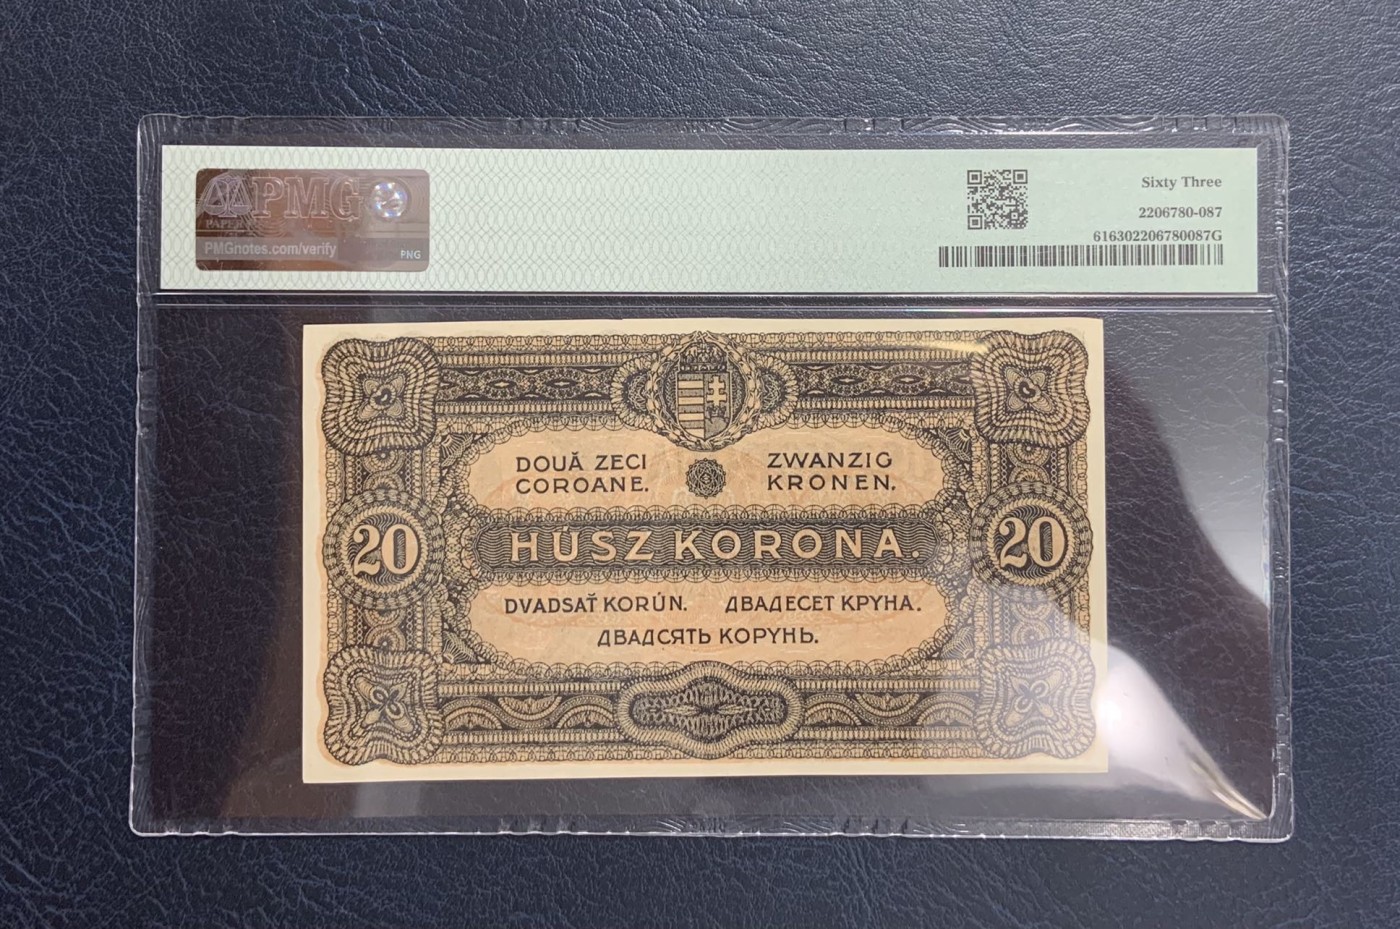 PMG
PAPER
PMGnotes.com/verify
PNG
Sixty Three
2206780-087
616302206780087G
DOUĂ ZECI
COROANE.
ZWANZIG
KRONEN.
20
HÚSZ KORONA.
20
DVADSAŤ KORÚN.
ДВАДЕСЕТ КРУНА.
ДВАДСЯТЬ КОРУНЬ.